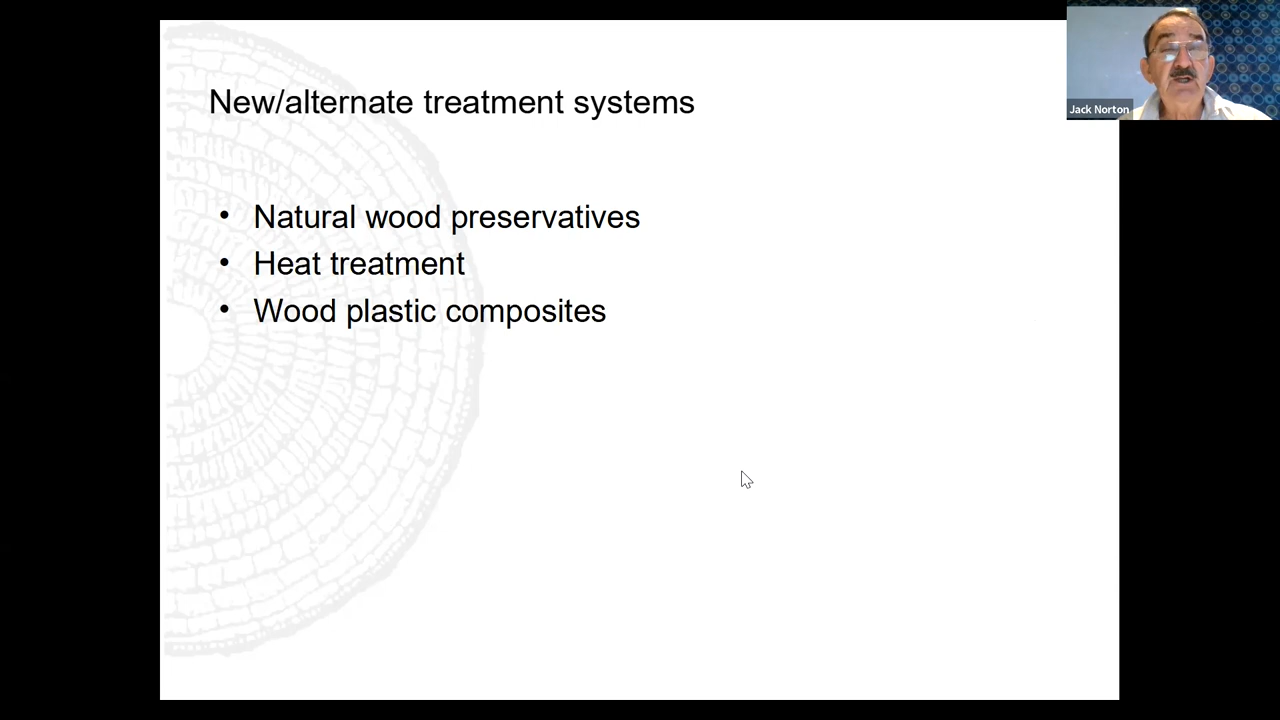 New/alternate treatment systems
• Natural wood preservatives
• Heat treatment
• Wood plastic composites
Jack Norton